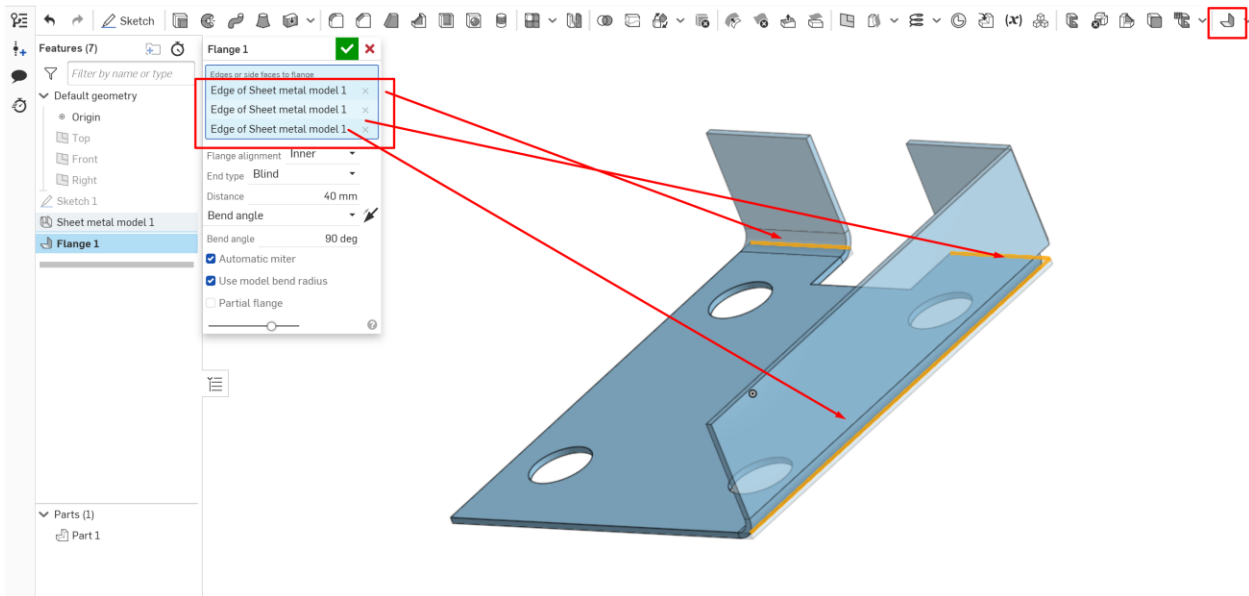 Sketch
(x)
Features (7)
Filter by name or type
Default geometry
Origin
Top
Front
Right
Sketch 1
Sheet metal model 1
Flange 1
Parts (1)
Part 1
Flange 1
Edges or side faces to flange
Edge of Sheet metal model 1
Edge of Sheet metal model 1
Edge of Sheet metal model 1
Flange alignment Inner
End type Blind
Distance 40 mm
Bend angle
Bend angle 90 deg
Automatic miter
Use model bend radius
Partial flange